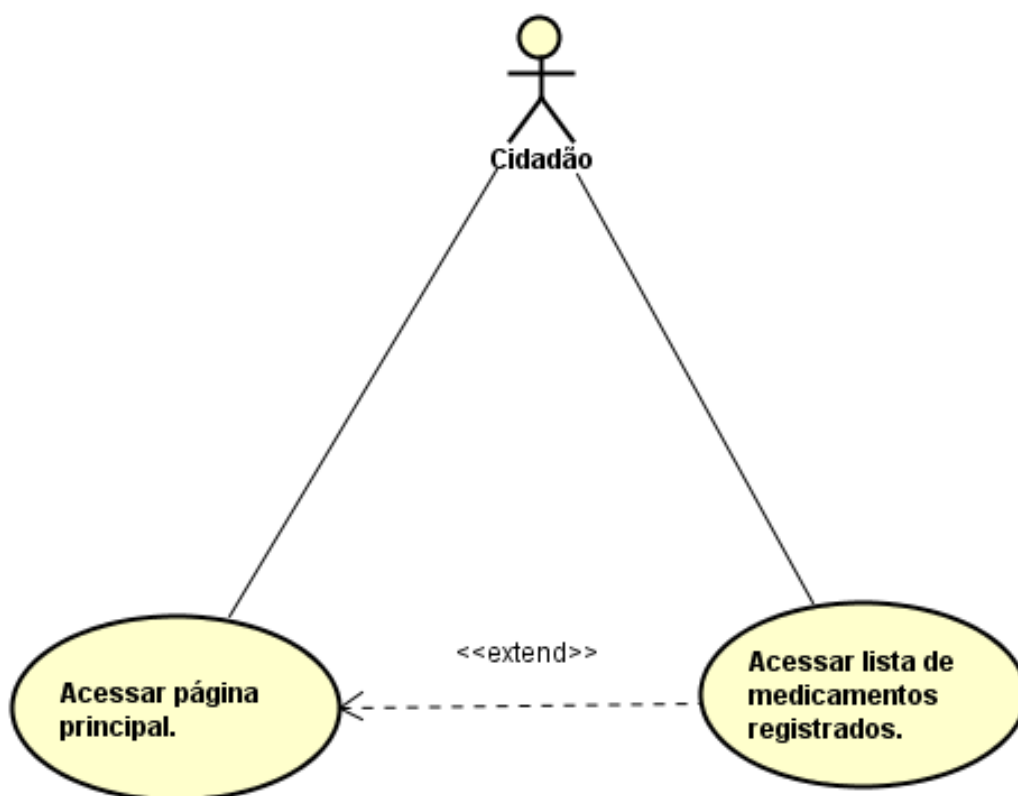 Cidadão
<<extend>>
Acessar página
principal.
Acessar lista de
medicamentos
registrados.